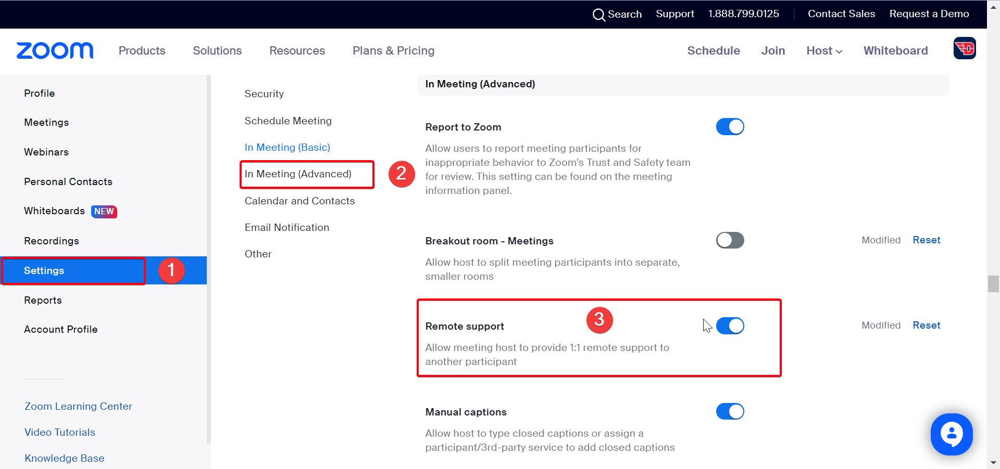 Search Support 1.888.799.0125 Contact Sales Request a Demo
zoom Products Solutions Resources Plans & Pricing Schedule Join Host Whiteboard D
Profile
Meetings
Webinars
Personal Contacts
Whiteboards NEW
Recordings
Settings 1
Reports
Account Profile
Zoom Learning Center
Video Tutorials
Knowledge Base
Security
Schedule Meeting
In Meeting (Basic)
In Meeting (Advanced) 2
Calendar and Contacts
Email Notification
Other
In Meeting (Advanced)
Report to Zoom
Allow users to report meeting participants for
inappropriate behavior to Zoom's Trust and Safety team
for review. This setting can be found on the meeting
information panel.
Breakout room - Meetings Modified Reset
Allow host to split meeting participants into separate,
smaller rooms
Remote support 3 Modified Reset
Allow meeting host to provide 1:1 remote support to
another participant
Manual captions
Allow host to type closed captions or assign a
participant/3rd-party service to add closed captions